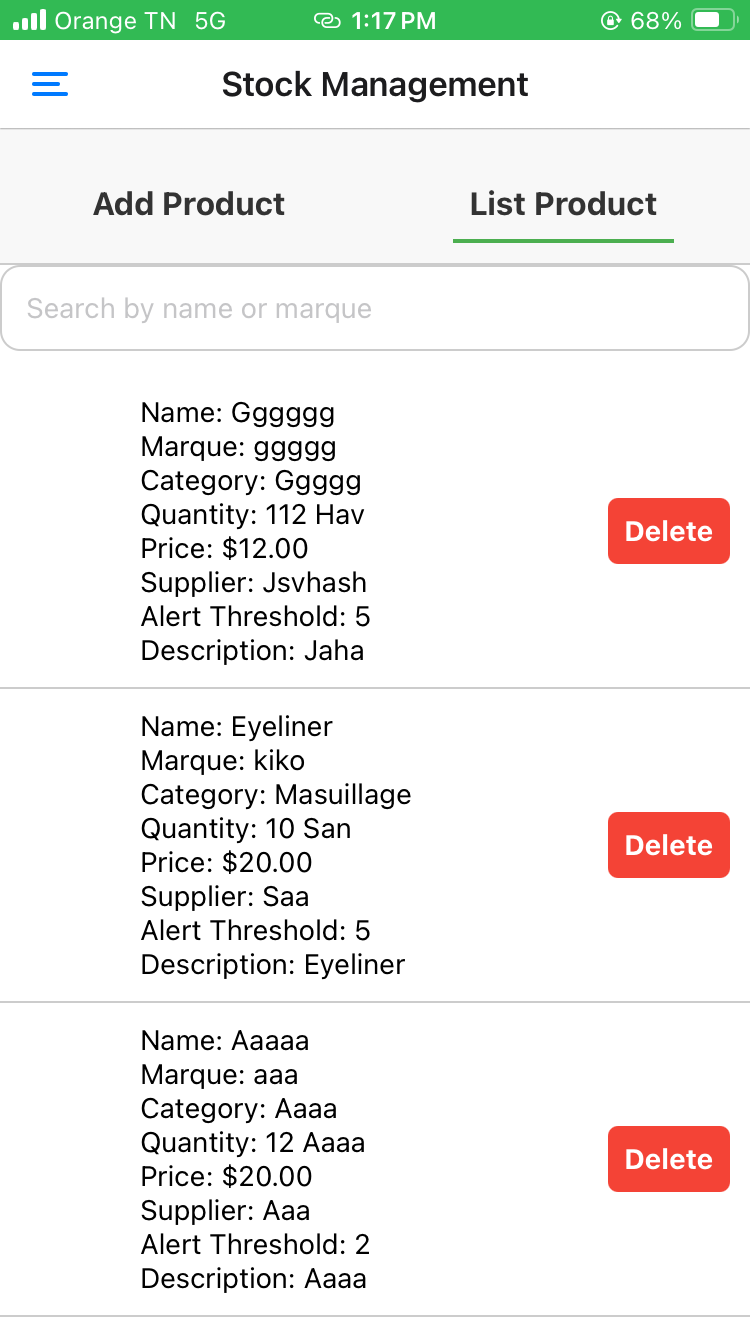 Orange TN 5G 1:17 PM 68%
Stock Management
Add Product List Product
Search by name or marque
Name: Gggggg
Marque: ggggg
Category: Ggggg
Quantity: 112 Hav
Price: $12.00
Supplier: Jsvhash
Alert Threshold: 5
Description: Jaha
Delete
Name: Eyeliner
Marque: kiko
Category: Masuillage
Quantity: 10 San
Price: $20.00
Supplier: Saa
Alert Threshold: 5
Description: Eyeliner
Delete
Name: Aaaaa
Marque: aaa
Category: Aaaa
Quantity: 12 Aaaa
Price: $20.00
Supplier: Aaa
Alert Threshold: 2
Description: Aaaa
Delete